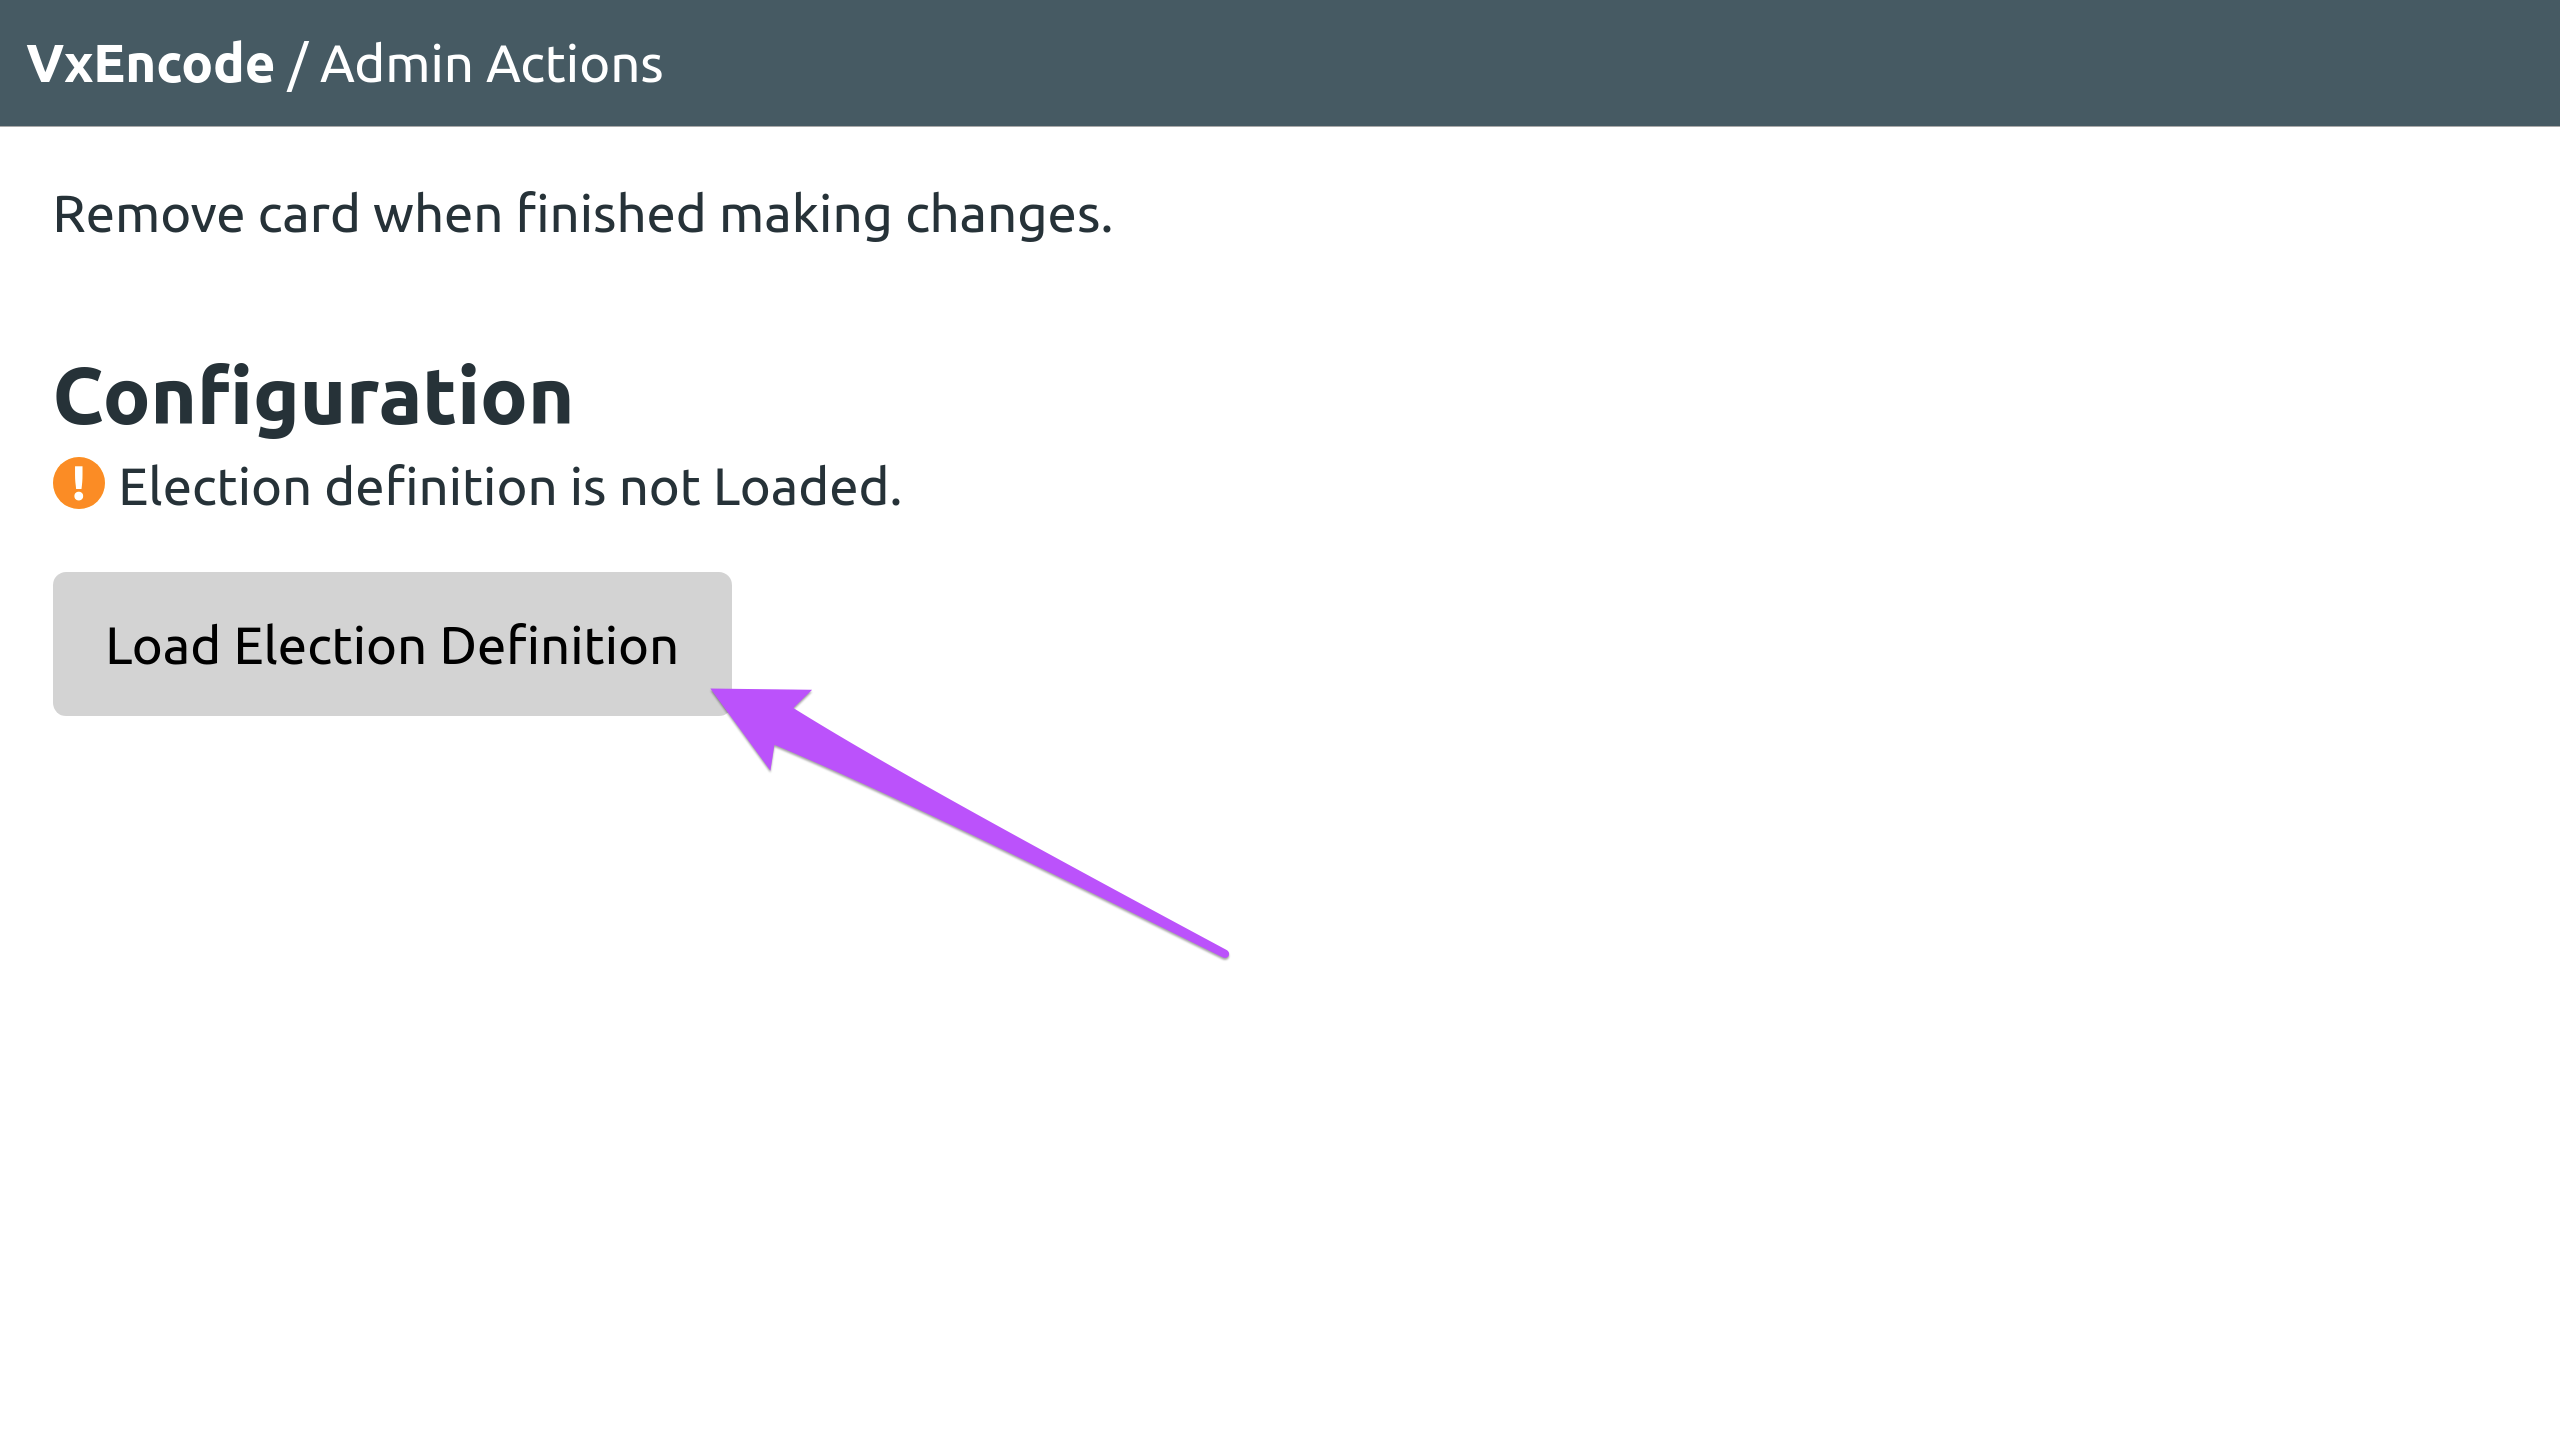 VxEncode / Admin Actions
Remove card when finished making changes.
Configuration
Election definition is not Loaded.
Load Election Definition